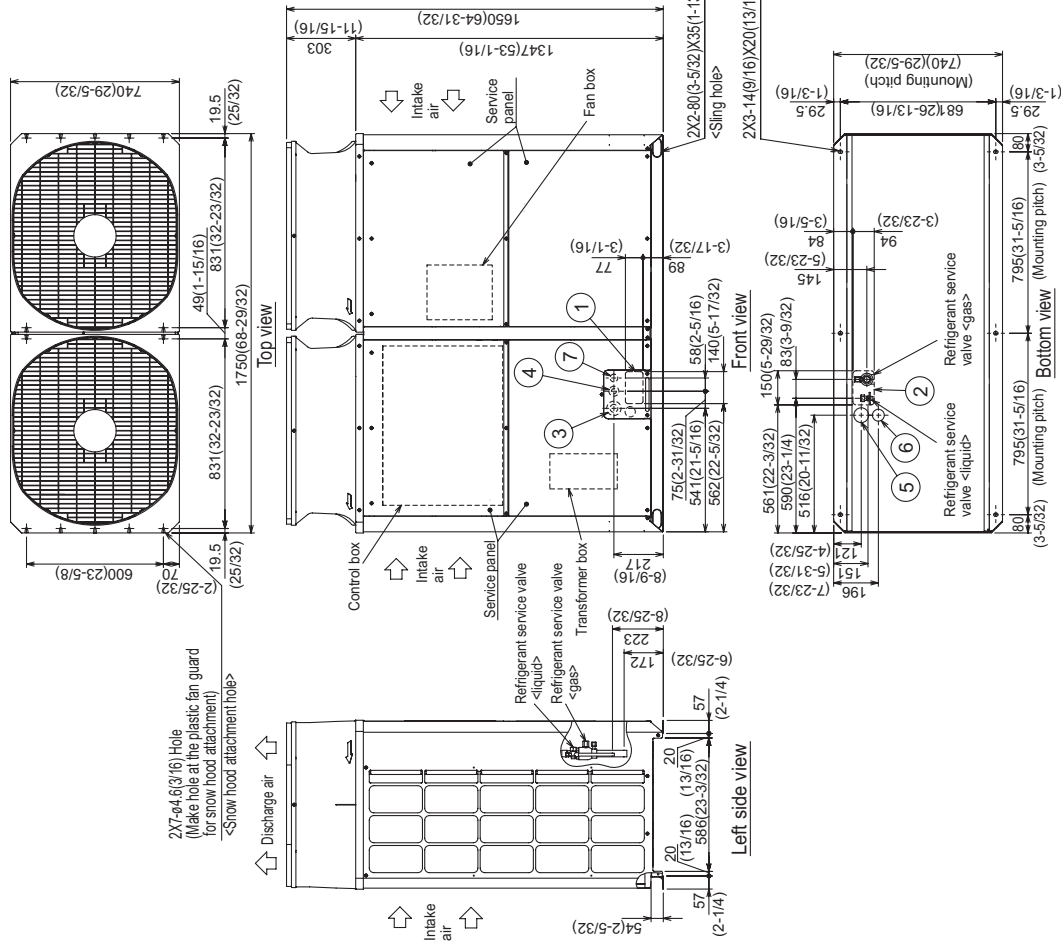 740(29-5/32)
19.5
(25/32)
831(32-23/32)
49(1-15/16)
831(32-23/32)
1750(68-29/32)
19.5
(25/32)
600(23-5/8)
70
(2-25/32)
Top view
2X7-ø4.6(3/16) Hole
(Make hole at the plastic fan guard
for snow hood attachment)
<Snow hood attachment hole>
1650(64-31/32)
303
(11-15/16)
1347(53-1/16)
Intake
air
Service
panel
Fan box
Control box
Intake
air
Service panel
Transformer box
2X2-80(3-5/32)X35(1-1
<Sling hole>
2X3-14(9/16)X20(13/1
77
(3-1/16)
89
(3-17/32)
217
(8-9/16)
3
4
7
1
58(2-5/16)
140(5-17/32)
75(2-31/32)
541(21-5/16)
562(22-5/32)
Front view
Discharge air
Intake
air
Refrigerant service valve
<liquid>
Refrigerant service valve
<gas>
223
(8-25/32)
172
(6-25/32)
57
(2-1/4)
20
(13/16)
586(23-3/32)
20
(13/16)
57
(2-1/4)
54(2-5/32)
Left side view
740(29-5/32)
(Mounting pitch)
681(26-13/16)
29.5
(1-3/16)
29.5
(1-3/16)
84
(3-5/16)
94
(3-23/32)
145
(5-23/32)
150(5-29/32)
83(3-9/32)
561(22-3/32)
590(23-1/4)
516(20-11/32)
Refrigerant service
valve <gas>
Refrigerant service
valve <liquid>
2
5
6
121
(4-25/32)
151
(5-31/32)
196
(7-23/32)
80
(3-5/32)
795(31-5/16)
(Mounting pitch)
795(31-5/16)
(Mounting pitch)
80
(3-5/32)
Bottom view